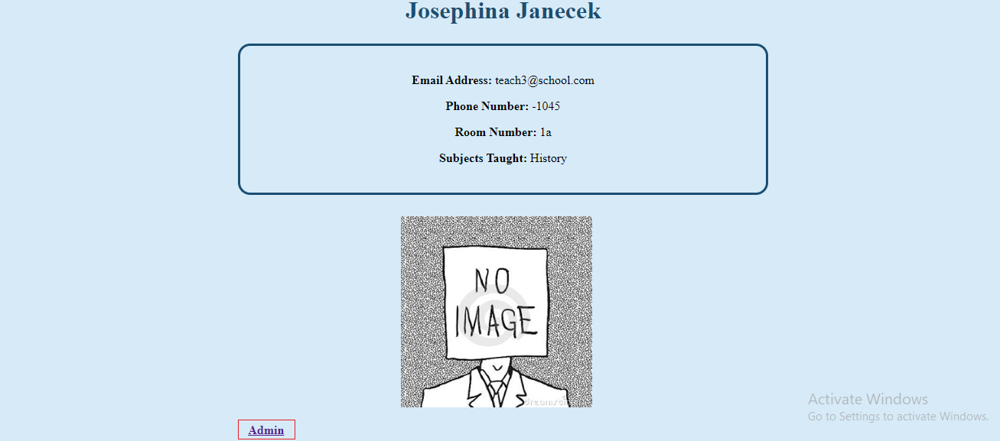 Josephina Janecek
Email Address: teach3@school.com
Phone Number: -1045
Room Number: 1a
Subjects Taught: History
NO
IMAGE
Admin
Activate Windows
Go to Settings to activate Windows.